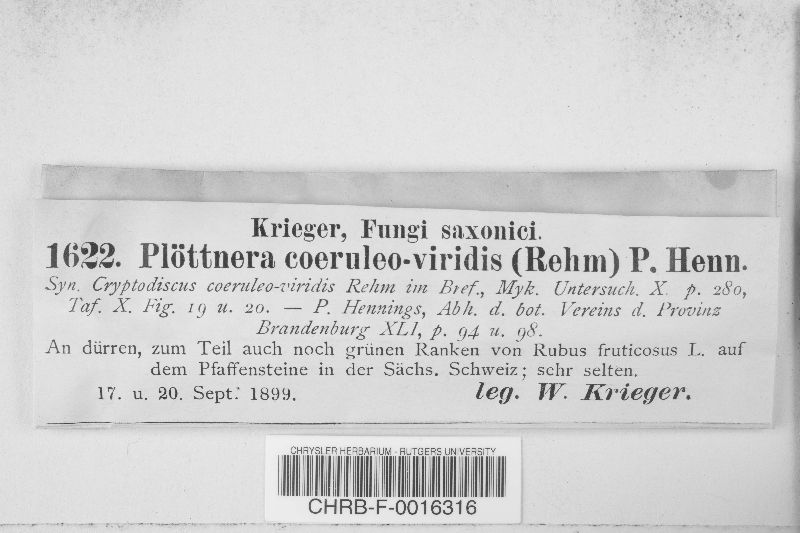 Krieger, Fungi saxonici.
1622. Plöttnera coeruleo-viridis (Rehm) P. Henn.
Syn. Cryptodiscus coeruleo-viridis Rehm im Bref., Myk. Untersuch. X. p. 280,
Taf. X. Fig. 19 u. 20. — P. Hennings, Abh. d. bot. Vereins d. Provinz
Brandenburg XLI, p. 94 u. 98.
An dürren, zum Teil auch noch grünen Ranken von Rubus fruticosus L. auf
dem Pfaffensteine in der Sächs. Schweiz; sehr selten.
17. u. 20. Sept. 1899. leg. W. Krieger.
CHRYSLER HERBARIUM - RUTGERS UNIVERSITY
CHRB-F-0016316